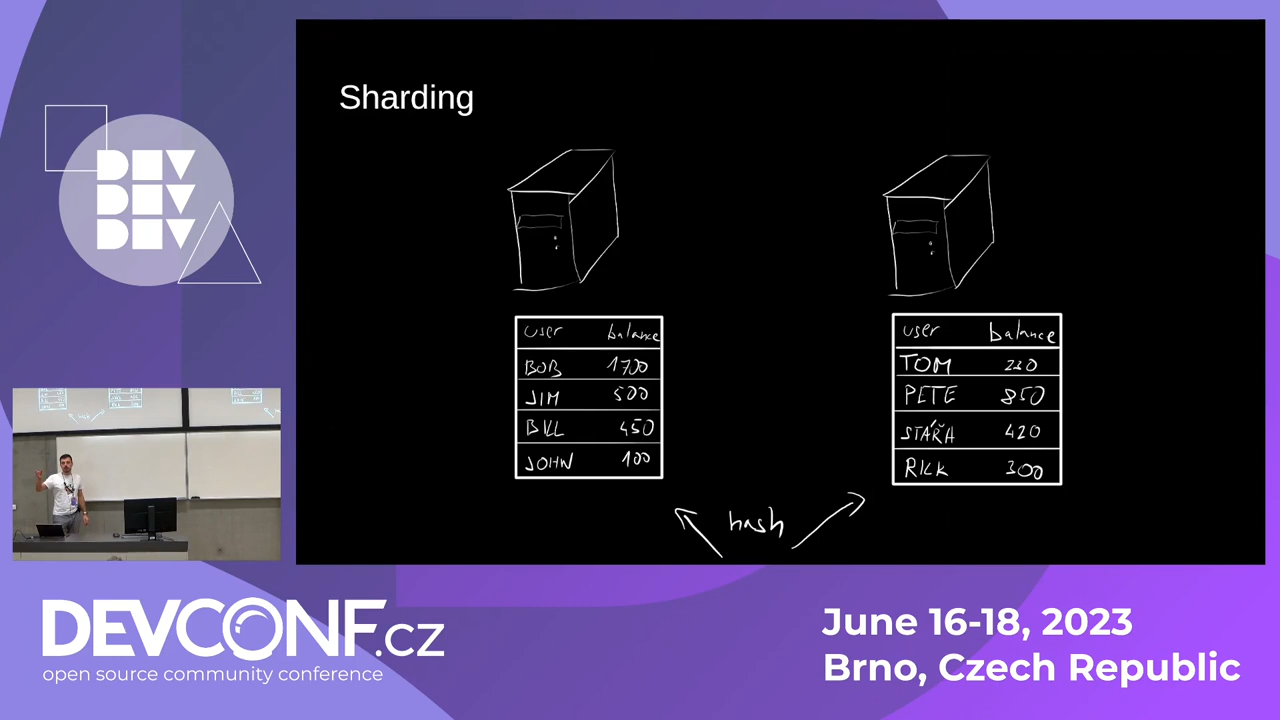 DEV
DEV
DEV
Sharding
user balance
BOB 1700
JIM 500
BILL 450
JOHN 100
user balance
TOM 230
PETE 850
STÁŘA 420
RICK 300
hash
DEVCONF.cz
open source community conference
June 16-18, 2023
Brno, Czech Republic